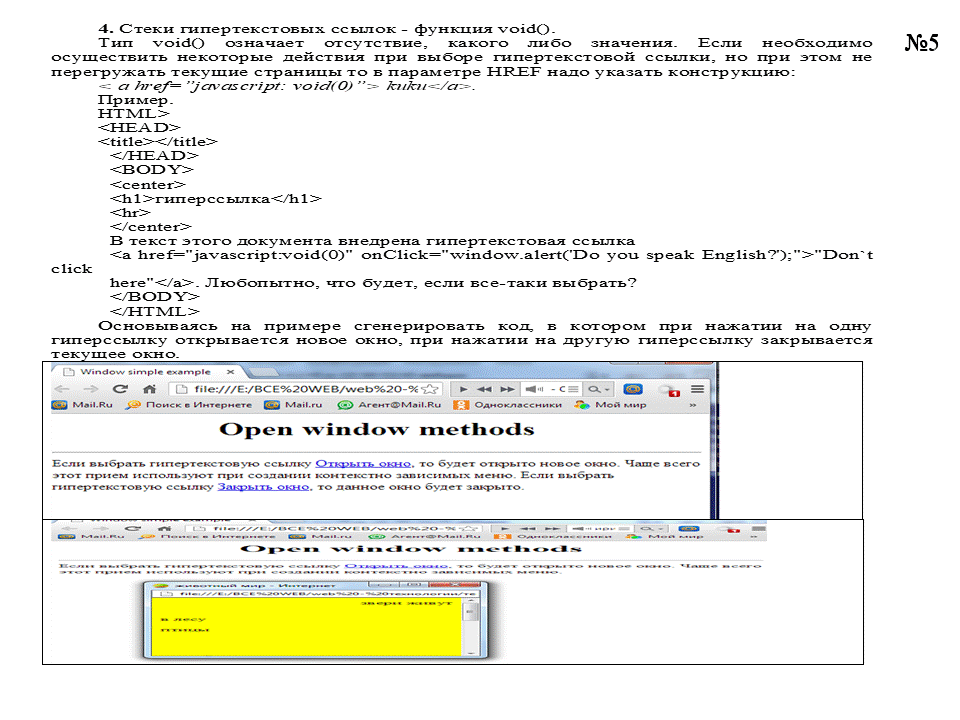 4. Стеки гипертекстовых ссылок - функция void().
№5
Тип void() означает отсутствие, какого либо значения. Если необходимо
осуществить некоторые действия при выборе гипертекстовой ссылки, но при этом не
перегружать текущие страницы то в параметре HREF надо указать конструкцию:
< a href="javascript: void(0)"> kuku</a>.
Пример.
HTML>
<HEAD>
<title></title>
</HEAD>
<BODY>
<center>
<h1>гиперссылка</h1>
<hr>
</center>
В текст этого документа внедрена гипертекстовая ссылка
<a href="javascript:void(0)" onClick="window.alert('Do you speak English?');">"Don`t
click
here"</a>. Любопытно, что будет, если все-таки выбрать?
</BODY>
</HTML>
Основываясь на примере сгенерировать код, в котором при нажатии на одну
гиперссылку открывается новое окно, при нажатии на другую гиперссылку закрывается
текущее окно.
Window simple example
file:///E:/ВСЕ%20WEB/web%20-%
Mail.Ru Поиск в Интернете Mail.ru Агент@Mail.Ru Одноклассники Мой мир »
Open window methods
Если выбрать гипертекстовую ссылку Открыть окно, то будет открыто новое окно. Чаще всего
этот прием используют при создании контекстно зависимых меню. Если выбрать
гипертекстовую ссылку Закрыть окно, то данное окно будет закрыто.
file:///E:/ВСЕ%20WEB/web%20-%
Mail.Ru Поиск в Интернете Mail.ru Агент@Mail.Ru Одноклассники Мой мир »
Open window methods
Если выбрать гипертекстовую ссылку Открыть окно, то будет открыто новое окно. Чаще всего
этот прием используют при создании контекстно зависимых меню.
животный мир - Интернет
file:///E:/ВСЕ%20WEB/web%20-%20технологии/те
звери живут
в лесу
птицы